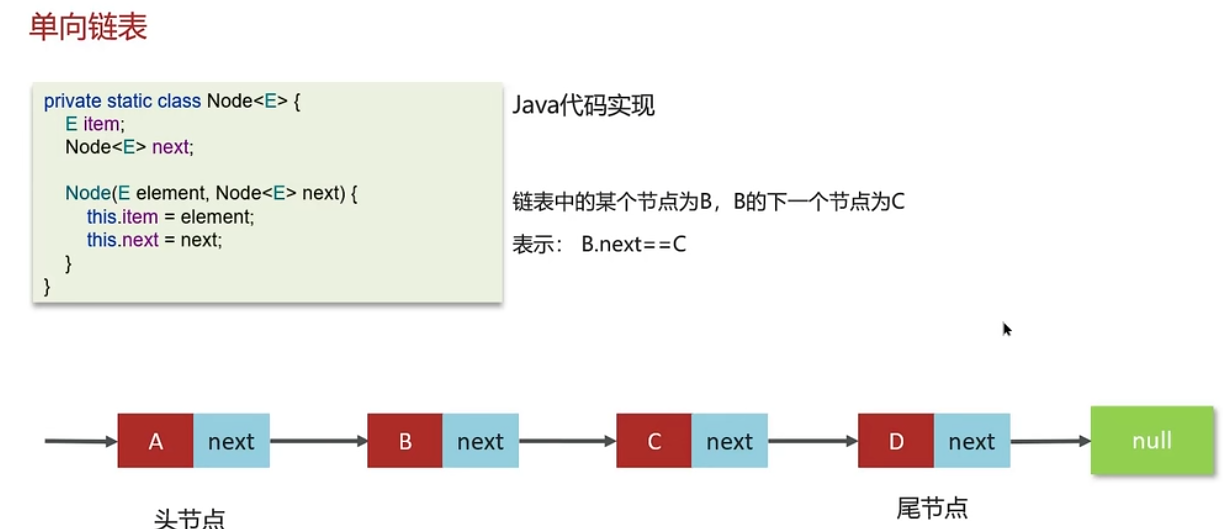 单向链表
private static class Node<E> {
E item;
Node<E> next;
Node(E element, Node<E> next) {
this.item = element;
this.next = next;
}
}
Java代码实现
链表中的某个节点为B，B的下一个节点为C
表示： B.next==C
A next B next C next D next null
头节点 尾节点